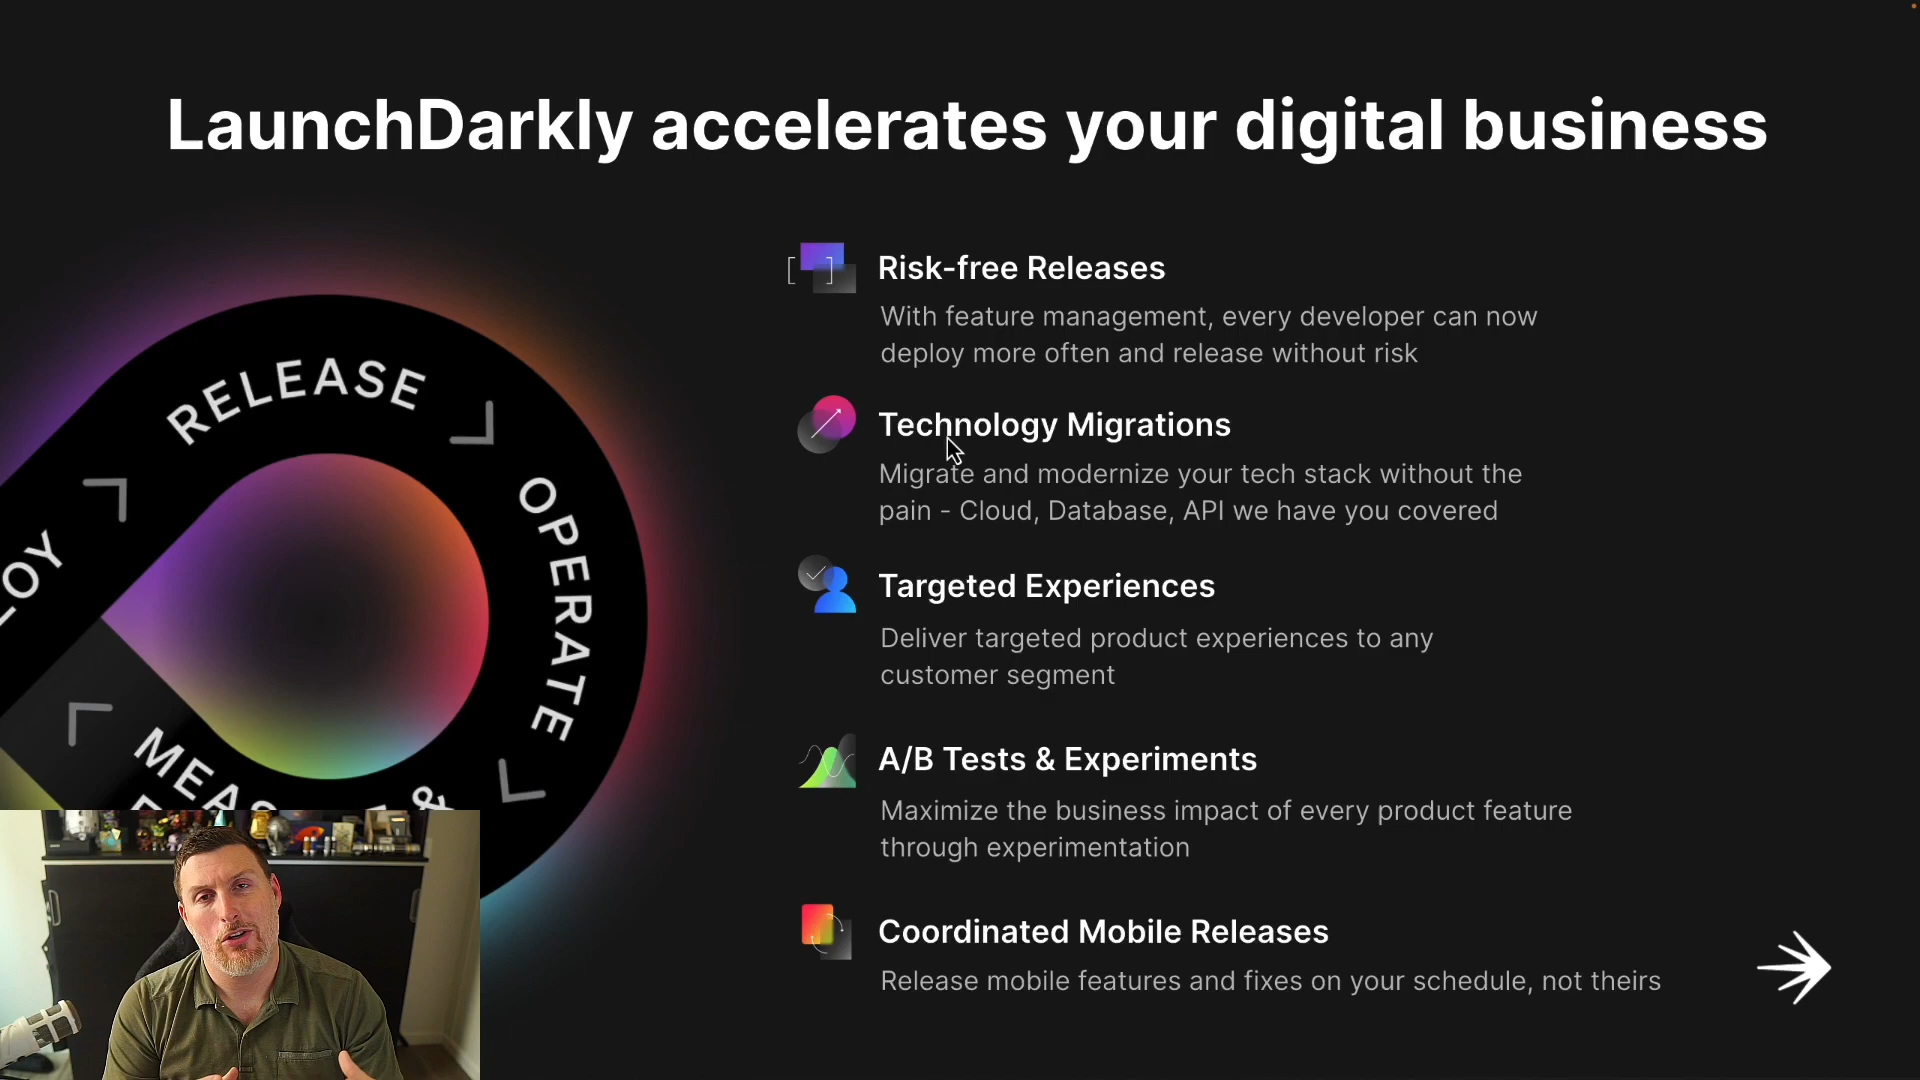 LaunchDarkly accelerates your digital business
Risk-free Releases
With feature management, every developer can now
deploy more often and release without risk
Technology Migrations
Migrate and modernize your tech stack without the
pain - Cloud, Database, API we have you covered
Targeted Experiences
Deliver targeted product experiences to any
customer segment
A/B Tests & Experiments
Maximize the business impact of every product feature
through experimentation
Coordinated Mobile Releases
Release mobile features and fixes on your schedule, not theirs
RELEASE
OPERATE
&